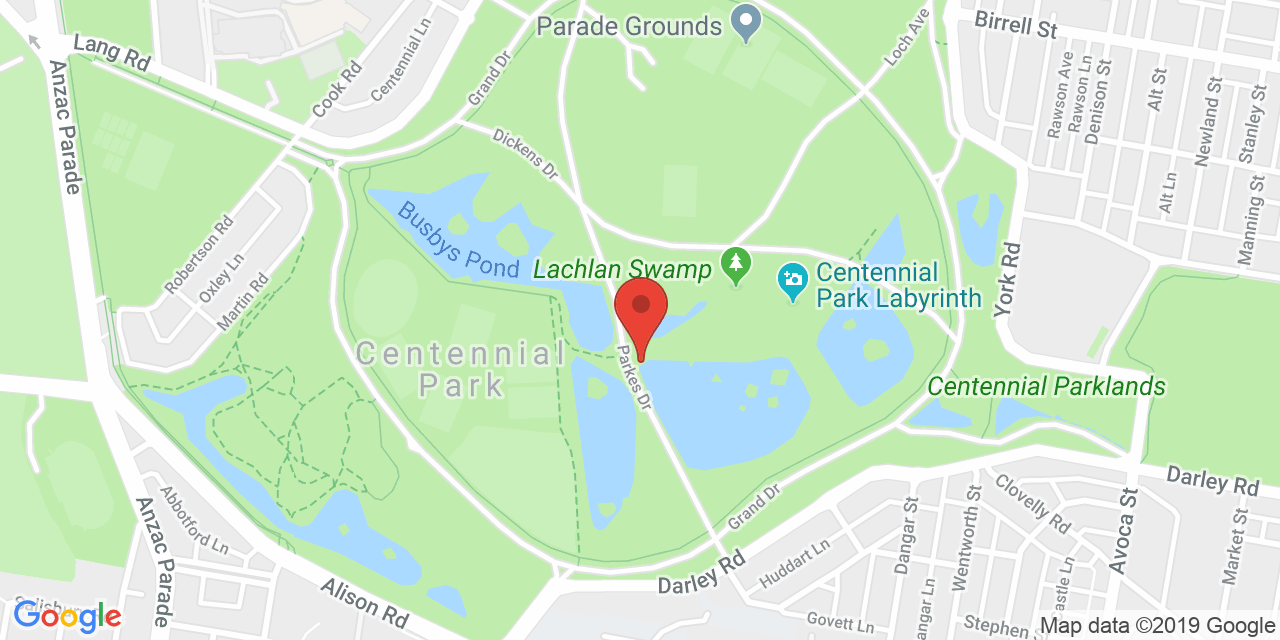 Parade Grounds
Birrell St
Lang Rd
Anzac Parade
Centennial Ln
Cook Rd
Grand Dr
Loch Ave
Rawson Ave
Rawson Ln
Denison St
Alt St
Newland St
Stanley St
Dickens Dr
Alt Ln
Manning St
Robertson Rd
Oxley Ln
Martin Rd
Busbys Pond
Lachlan Swamp
Centennial
Park Labyrinth
York Rd
Centennial
Park
Parkes Dr
Centennial Parklands
Darley Rd
Grand Dr
Clovelly Rd
Avoca St
Abbotford Ln
Anzac Parade
Alison Rd
Darley Rd
Huddart Ln
Dangar St
Wentworth St
Market St
Castle Ln
Govett Ln
Stephen S
Google
Map data ©2019 Google